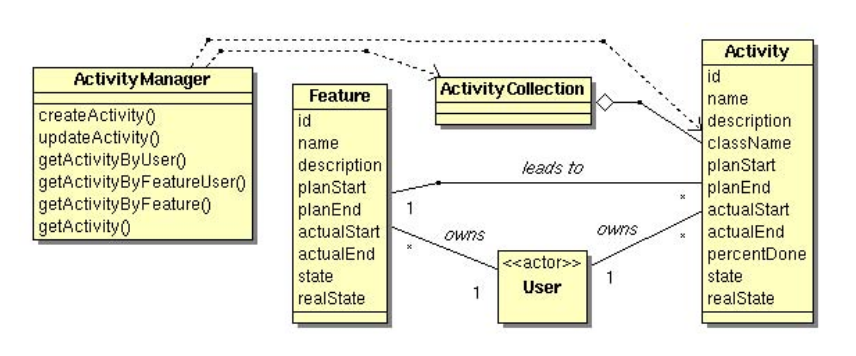 ActivityManager
createActivity()
updateActivity()
getActivityByUser()
getActivityByFeatureUser()
getActivityByFeature()
getActivity()
Feature
id
name
description
planStart
planEnd
actualStart
actualEnd
state
realState
ActivityCollection
Activity
id
name
description
className
planStart
planEnd
actualStart
actualEnd
percentDone
state
realState
leads to
1
*
owns
*
1
owns
*
1
<<actor>>
User